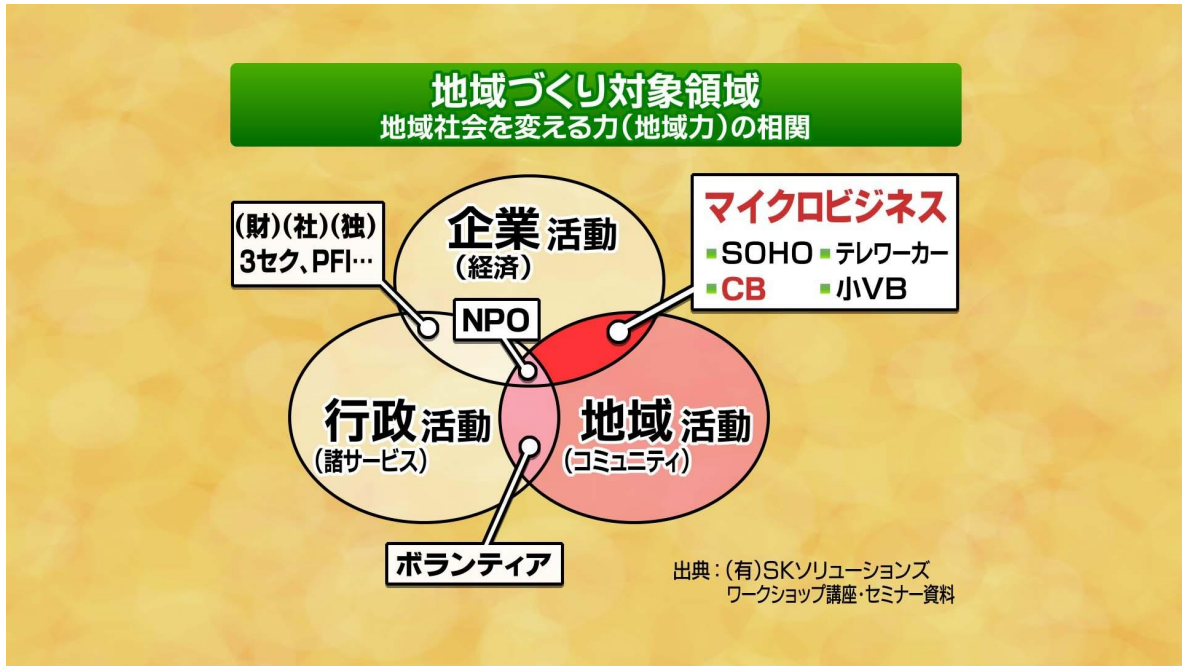 地域づくり対象領域
地域社会を変える力(地域力)の相関
(財)(社)(独)
3セク、PFI…
企業活動
(経済)
マイクロビジネス
SOHO テレワーカー
CB 小VB
NPO
行政活動
(諸サービス)
地域活動
(コミュニティ)
ボランティア
出典:(有)SKソリューションズ
ワークショップ講座・セミナー資料